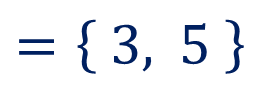 = { 3, 5 }